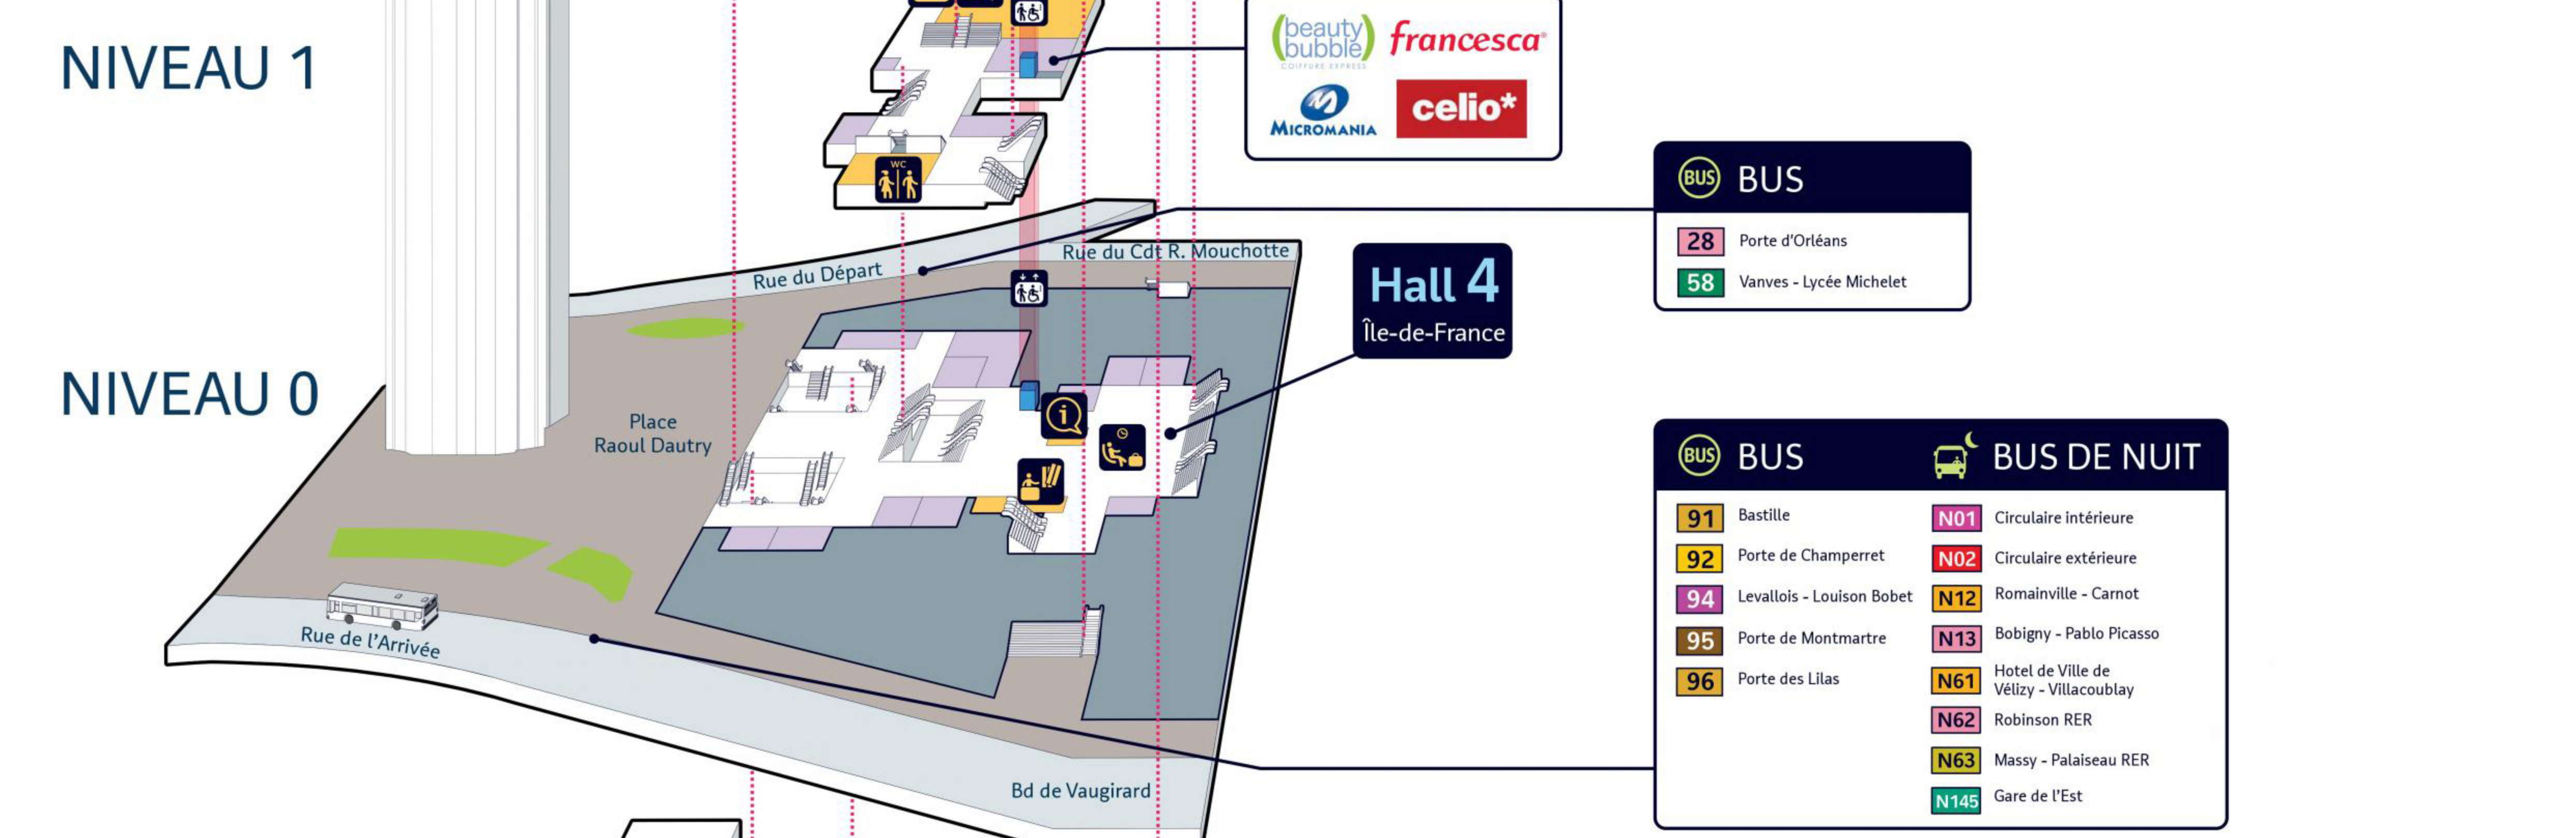 NIVEAU 1
beauty
bubble
COIFFURE EXPRESS
francesca
MICROMANIA
celio*
WC
BUS
BUS
28
Porte d'Orléans
58
Vanves - Lycée Michelet
Rue du Départ
Rue du Cdt R. Mouchotte
Hall 4
Île-de-France
NIVEAU 0
Place
Raoul Dautry
i
Rue de l'Arrivée
Bd de Vaugirard
BUS
BUS
91
Bastille
92
Porte de Champerret
94
Levallois - Louison Bobet
95
Porte de Montmartre
96
Porte des Lilas
BUS DE NUIT
N01
Circulaire intérieure
N02
Circulaire extérieure
N12
Romainville - Carnot
N13
Bobigny - Pablo Picasso
N61
Hotel de Ville de
Vélizy - Villacoublay
N62
Robinson RER
N63
Massy - Palaiseau RER
N145
Gare de l'Est